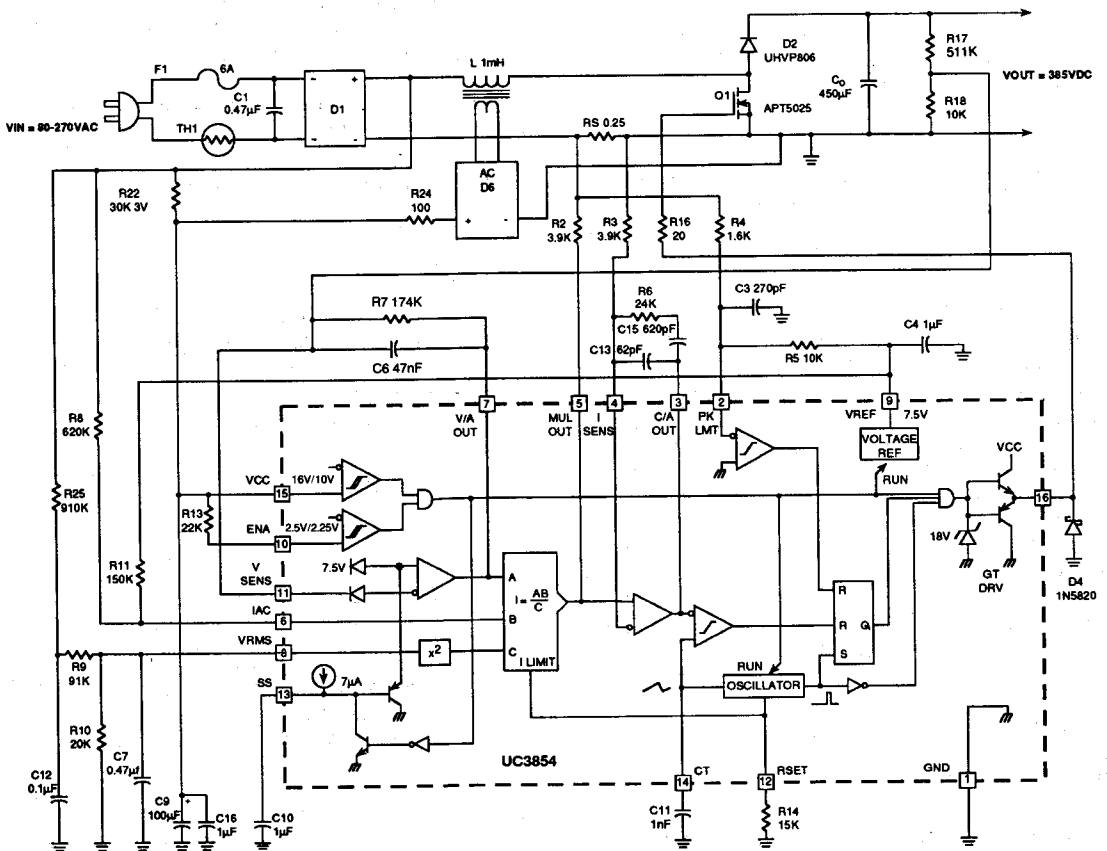 F1
6A
C1
0.47µF
VIN = 80-270VAC
TH1
D1
L 1mH
D2
UHVP806
Q1
APT5025
C_O
450µF
R17
511K
VOUT = 385VDC
R18
10K
RS 0.25
R22
30K 3V
R24
100
AC
D6
R2
3.9K
R3
3.9K
R16
20
R4
1.6K
R7 174K
C6 47nF
R6
24K
C15 620pF
C13 62pF
C3 270pF
C4 1µF
R5 10K
R8
620K
R25
910K
R11
150K
7
V/A
OUT
5
MUL
OUT
4
I
SENS
3
C/A
OUT
2
PK
LMT
9
VREF
7.5V
VOLTAGE
REF
RUN
VCC
15
16V/10V
R13
22K
ENA
10
2.5V/2.25V
V
SENS
11
7.5V
IAC
6
VRMS
8
X²
A
I = AB/C
B
C
I LIMIT
VCC
16
18V
GT
DRV
D4
1N5820
R
R
Q
S
RUN
OSCILLATOR
R9
91K
SS
13
7µA
R10
20K
C7
0.47µf
C12
0.1µF
C9
100µF
+
C16
1µF
C10
1µF
UC3854
CT
14
C11
1nF
RSET
12
R14
15K
GND
1